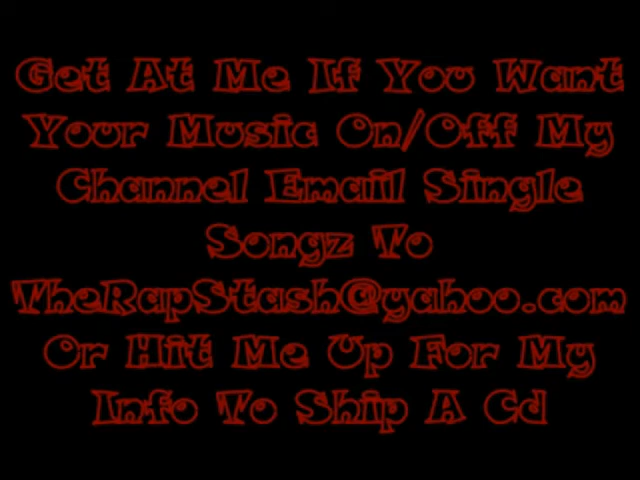 Get At Me If You Want
Your Music On/Off My
Channel Email Single
Songz To
TheRapStash@yahoo.com
Or Hit Me Up For My
Info To Ship A Cd